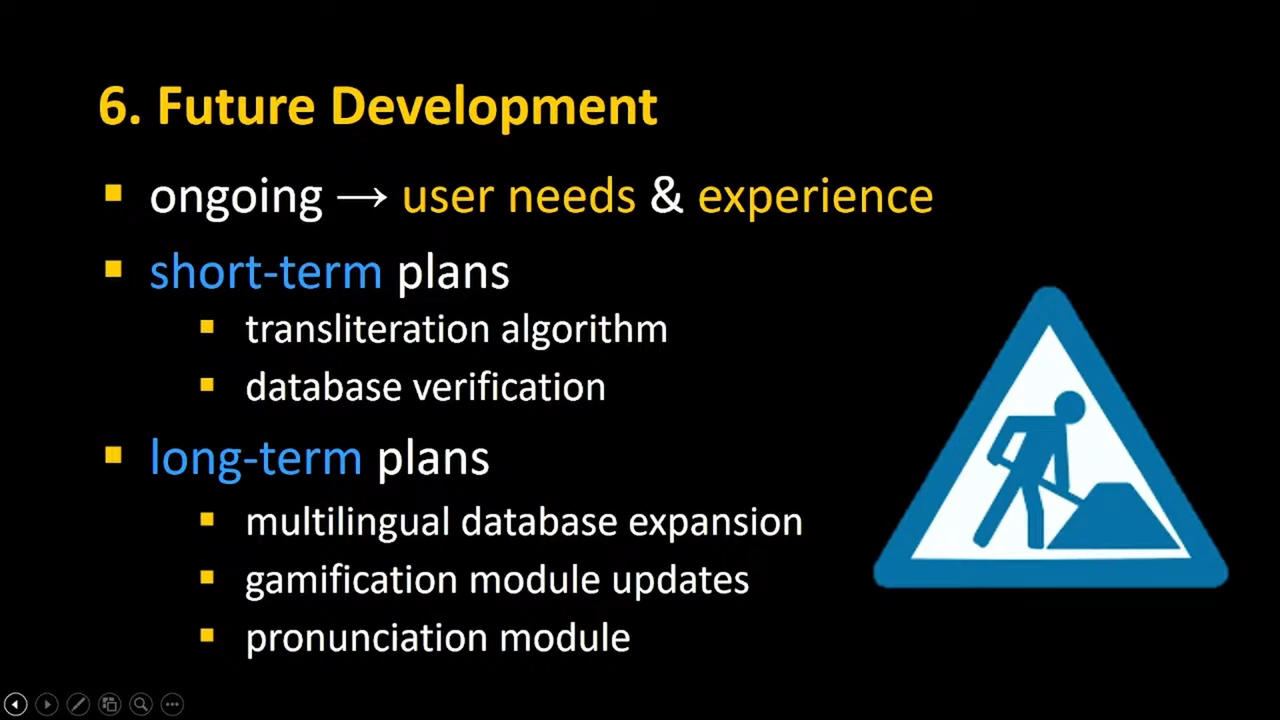 6. Future Development
ongoing → user needs & experience
short-term plans
transliteration algorithm
database verification
long-term plans
multilingual database expansion
gamification module updates
pronunciation module